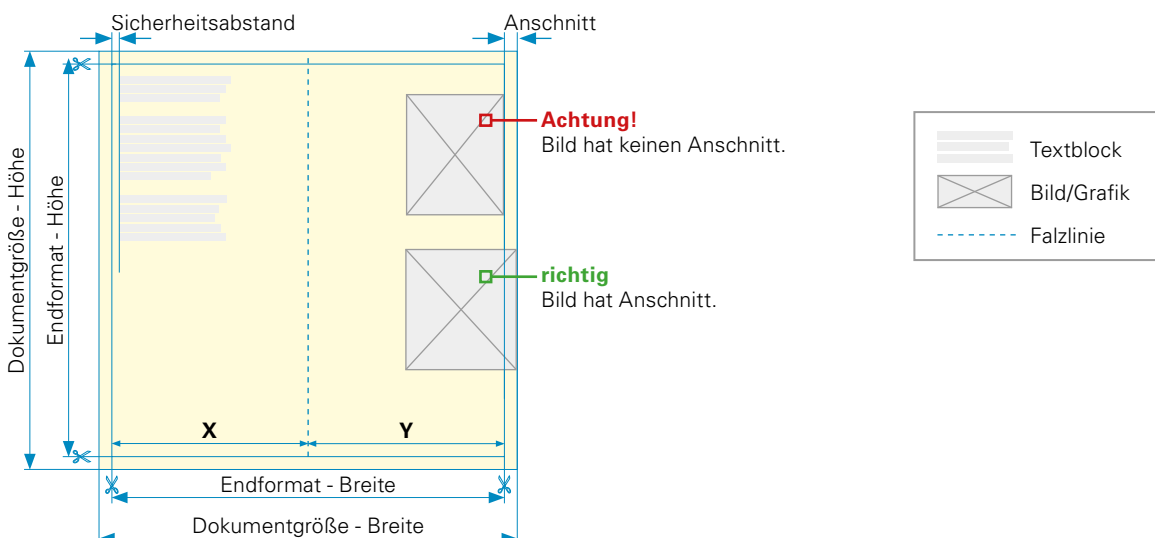 Sicherheitsabstand
Anschnitt
Dokumentgröße - Höhe
Endformat - Höhe
Achtung!
Bild hat keinen Anschnitt.
richtig
Bild hat Anschnitt.
X
Y
Endformat - Breite
Dokumentgröße - Breite
Textblock
Bild/Grafik
Falzlinie